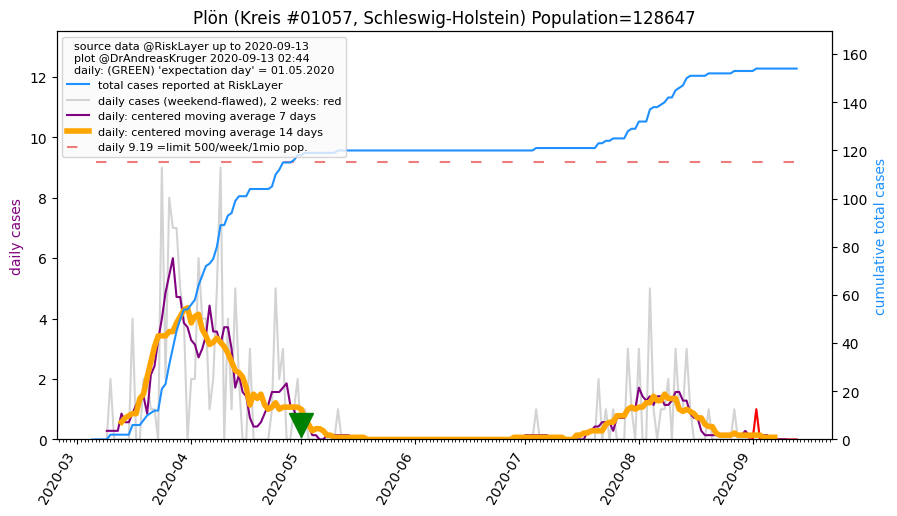 Plön (Kreis #01057, Schleswig-Holstein) Population=128647
source data @RiskLayer up to 2020-09-13
plot @DrAndreasKruger 2020-09-13 02:44
daily: (GREEN) 'expectation day' = 01.05.2020
total cases reported at RiskLayer
daily cases (weekend-flawed), 2 weeks: red
daily: centered moving average 7 days
daily: centered moving average 14 days
daily 9.19 =limit 500/week/1mio pop.
daily cases
12
10
8
6
4
2
0
cumulative total cases
160
140
120
100
80
60
40
20
0
2020-03
2020-04
2020-05
2020-06
2020-07
2020-08
2020-09